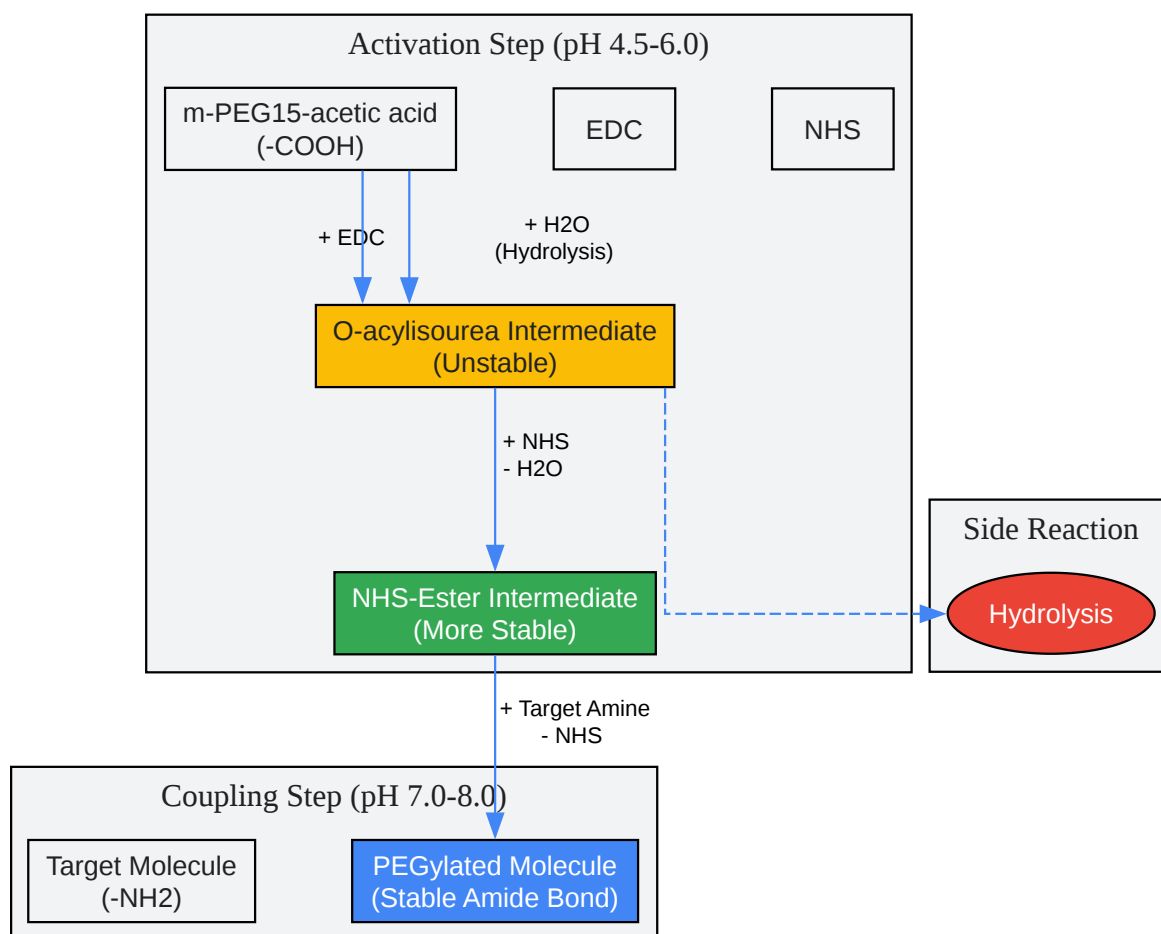 Activation Step (pH 4.5-6.0)
m-PEG15-acetic acid
(-COOH)
EDC
NHS
+ EDC
+ H2O
(Hydrolysis)
O-acylisourea Intermediate
(Unstable)
+ NHS
- H2O
Side Reaction
Hydrolysis
NHS-Ester Intermediate
(More Stable)
+ Target Amine
- NHS
Coupling Step (pH 7.0-8.0)
Target Molecule
(-NH2)
PEGylated Molecule
(Stable Amide Bond)